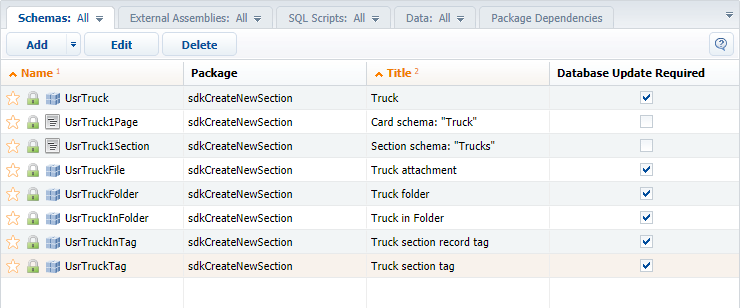 Schemas: All External Assemblies: All SQL Scripts: All Data: All Package Dependencies
Add Edit Delete
Name 1 Package Title 2 Database Update Required
UsrTruck sdkCreateNewSection Truck
UsrTruck1Page sdkCreateNewSection Card schema: "Truck"
UsrTruck1Section sdkCreateNewSection Section schema: "Trucks"
UsrTruckFile sdkCreateNewSection Truck attachment
UsrTruckFolder sdkCreateNewSection Truck folder
UsrTruckInFolder sdkCreateNewSection Truck in Folder
UsrTruckInTag sdkCreateNewSection Truck section record tag
UsrTruckTag sdkCreateNewSection Truck section tag